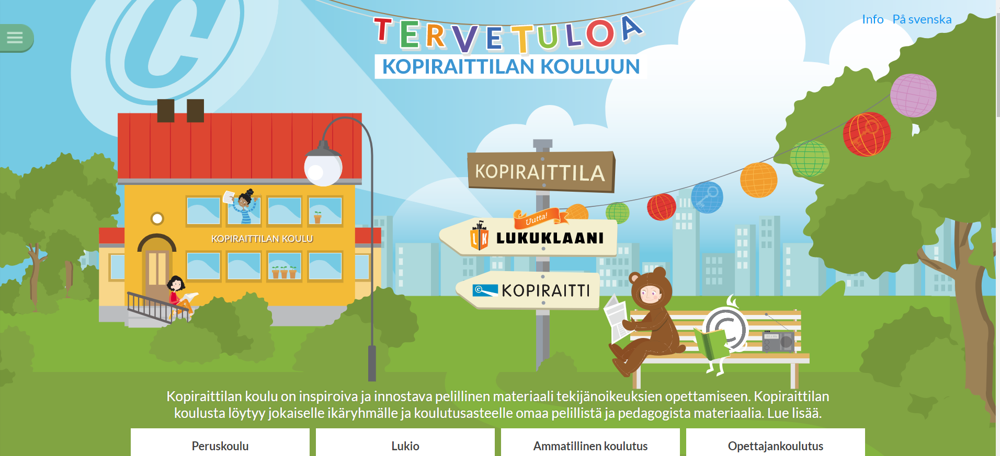 Info På svenska
TERVETULOA
KOPIRAITTILAN KOULUUN
KOPIRAITTILA
Uutta!
LK LUKUKLAANI
KOPIRAITTILAN KOULU
© KOPIRAITTI
Kopiraittilan koulu on inspiroiva ja innostava pelillinen materiaali tekijänoikeuksien opettamiseen. Kopiraittilan
koulusta löytyy jokaiselle ikäryhmälle ja koulutusasteelle omaa pelillistä ja pedagogista materiaalia. Lue lisää.
Peruskoulu
Lukio
Ammatillinen koulutus
Opettajankoulutus